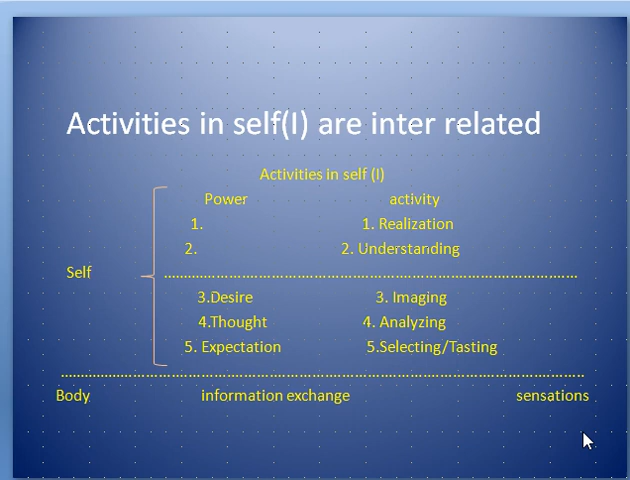 Activities in self(I) are inter related
Activities in self (I)
Power activity
1. 1. Realization
2. 2. Understanding
Self
3.Desire 3. Imaging
4.Thought 4. Analyzing
5. Expectation 5.Selecting/Tasting
Body information exchange sensations